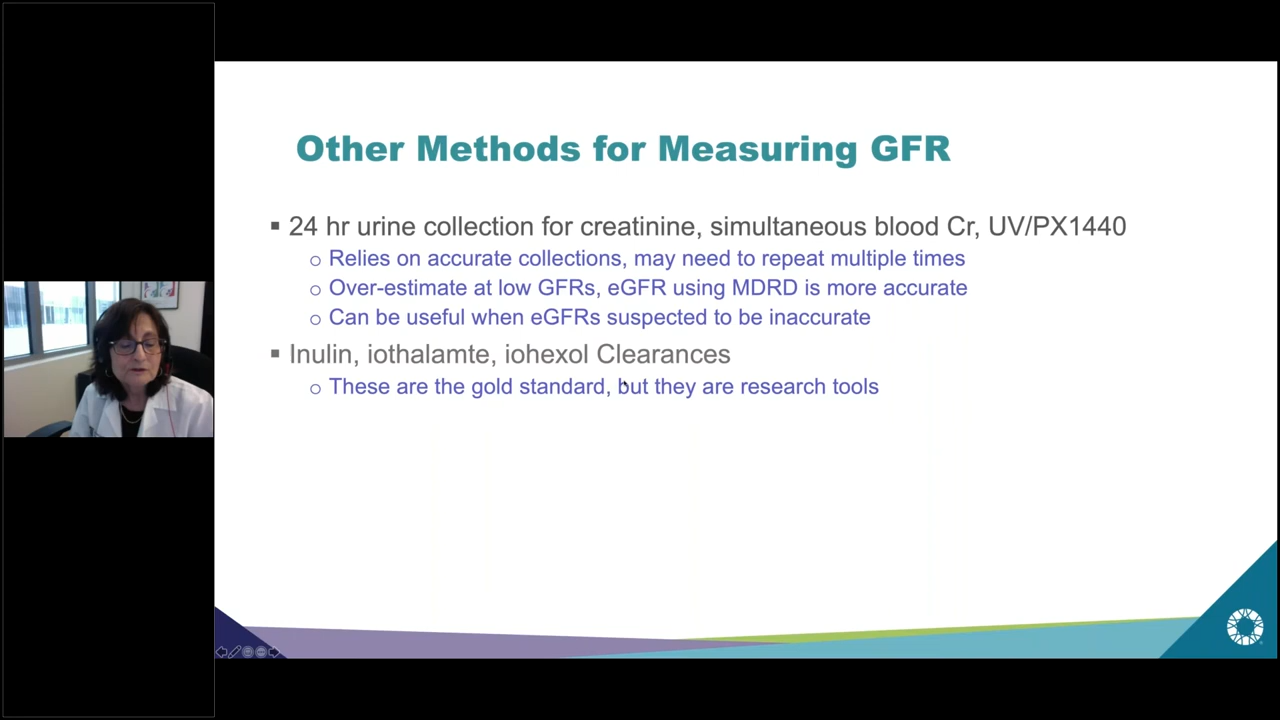 Other Methods for Measuring GFR
24 hr urine collection for creatinine, simultaneous blood Cr, UV/PX1440
Relies on accurate collections, may need to repeat multiple times
Over-estimate at low GFRs, eGFR using MDRD is more accurate
Can be useful when eGFRs suspected to be inaccurate
Inulin, iothalamte, iohexol Clearances
These are the gold standard, but they are research tools